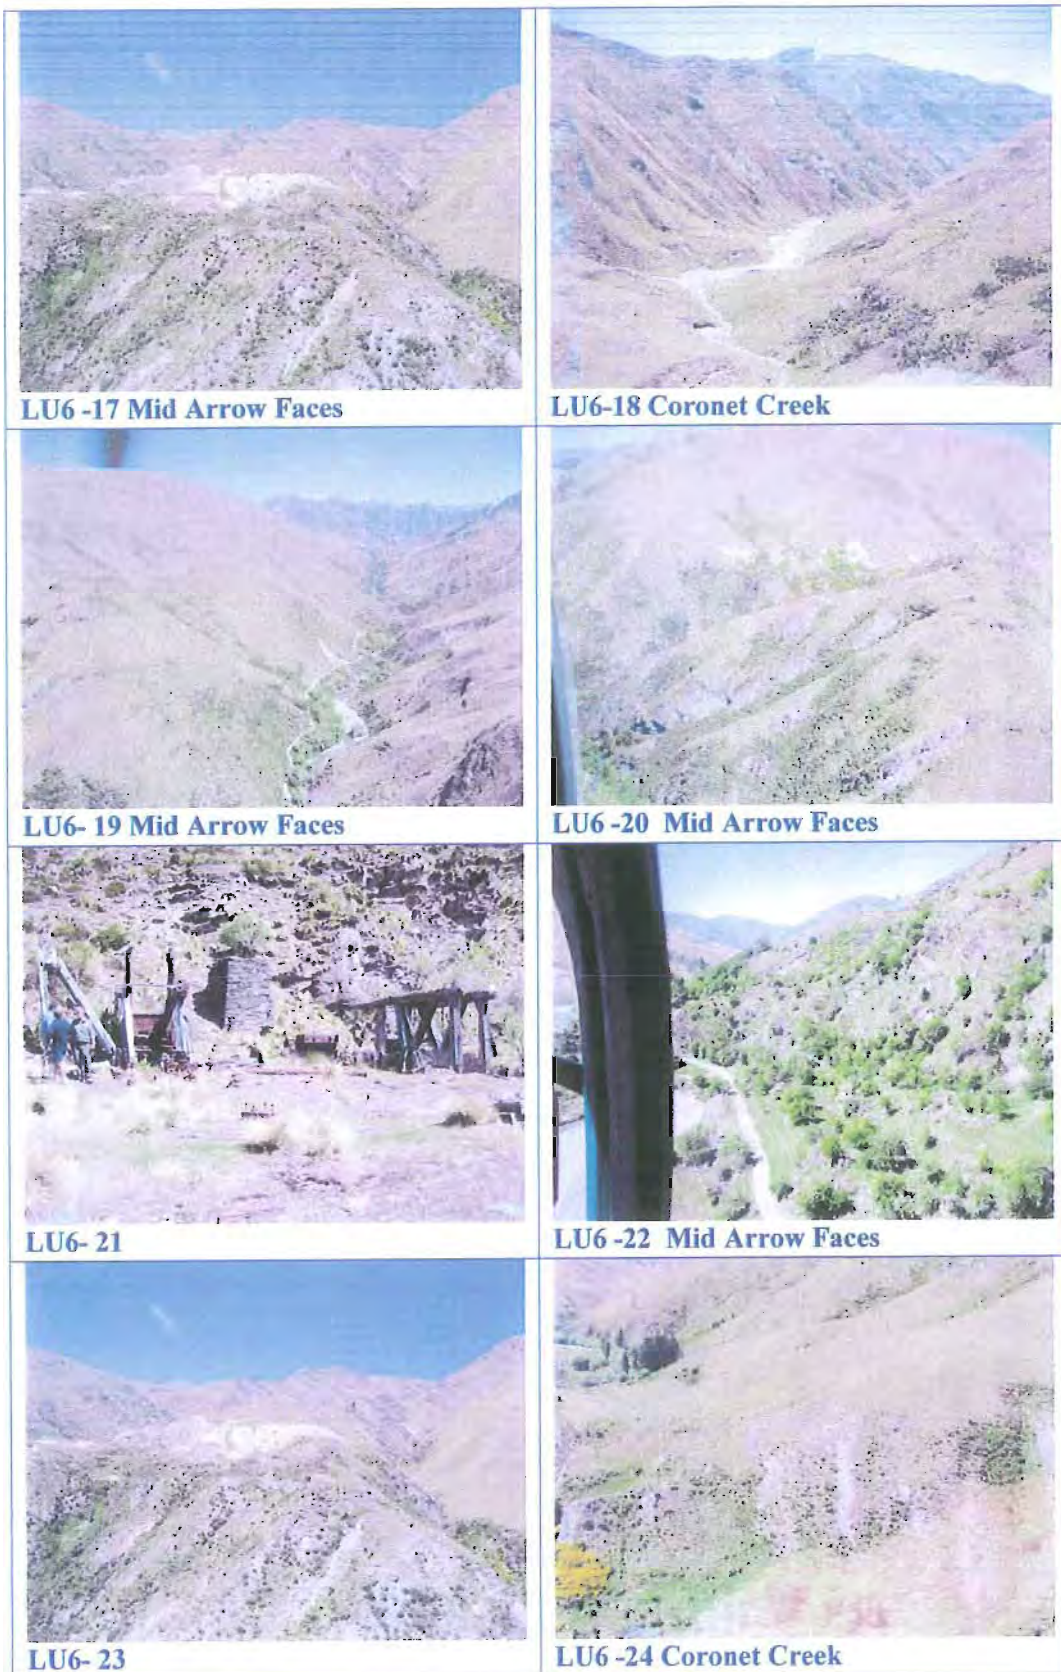 LU6 -17 Mid Arrow Faces
LU6-18 Coronet Creek
LU6- 19 Mid Arrow Faces
LU6 -20 Mid Arrow Faces
LU6- 21
LU6 -22 Mid Arrow Faces
LU6- 23
LU6 -24 Coronet Creek